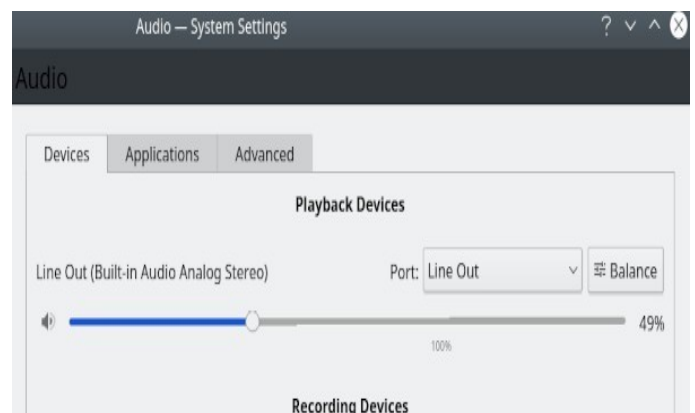 Audio — System Settings
Audio
Devices Applications Advanced
Playback Devices
Line Out (Built-in Audio Analog Stereo) Port: Line Out Balance
49%
100%
Recording Devices